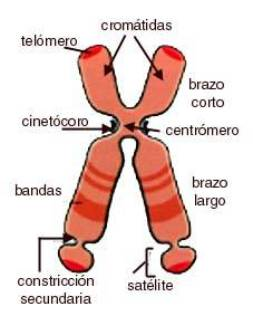 cromátidas
telómero
brazo
corto
cinetócoro
centrómero
bandas
brazo
largo
constricción
secundaria
satélite